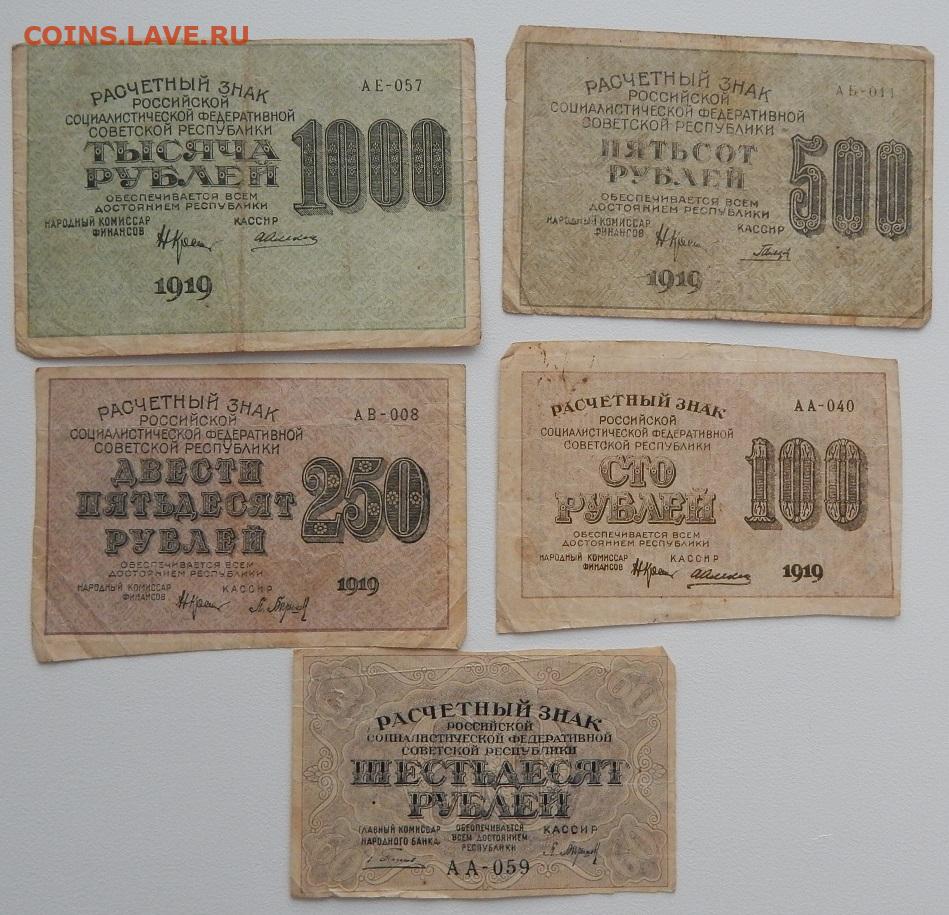 COINS.LAVE.RU
РАСЧЕТНЫЙ ЗНАК
АЕ-057
РОССИЙСКОЙ
СОЦИАЛИСТИЧЕСКОЙ ФЕДЕРАТИВНОЙ
СОВЕТСКОЙ РЕСПУБЛИКИ
ТЫСЯЧА
РУБЛЕЙ
1000
ОБЕСПЕЧИВАЕТСЯ ВСЕМ
ДОСТОЯНИЕМ РЕСПУБЛИКИ
НАРОДНЫЙ КОМИССАР
ФИНАНСОВ
КАССИР
1919
РАСЧЕТНЫЙ ЗНАК
АБ-011
РОССИЙСКОЙ
СОЦИАЛИСТИЧЕСКОЙ ФЕДЕРАТИВНОЙ
СОВЕТСКОЙ РЕСПУБЛИКИ
ПЯТЬСОТ
РУБЛЕЙ
500
ОБЕСПЕЧИВАЕТСЯ ВСЕМ
ДОСТОЯНИЕМ РЕСПУБЛИКИ
НАРОДНЫЙ КОМИССАР
ФИНАНСОВ
КАССИР
1919
РАСЧЕТНЫЙ ЗНАК
АВ-008
РОССИЙСКОЙ
СОЦИАЛИСТИЧЕСКОЙ ФЕДЕРАТИВНОЙ
СОВЕТСКОЙ РЕСПУБЛИКИ
ДВЕСТИ
ПЯТЬДЕСЯТ
РУБЛЕЙ
250
ОБЕСПЕЧИВАЕТСЯ ВСЕМ
ДОСТОЯНИЕМ РЕСПУБЛИКИ
НАРОДНЫЙ КОМИССАР
ФИНАНСОВ
КАССИР
1919
РАСЧЕТНЫЙ ЗНАК
АА-040
РОССИЙСКОЙ
СОЦИАЛИСТИЧЕСКОЙ ФЕДЕРАТИВНОЙ
СОВЕТСКОЙ РЕСПУБЛИКИ
СТО
РУБЛЕЙ
100
ОБЕСПЕЧИВАЕТСЯ ВСЕМ
ДОСТОЯНИЕМ РЕСПУБЛИКИ
НАРОДНЫЙ КОМИССАР
ФИНАНСОВ
КАССИР
1919
РАСЧЕТНЫЙ ЗНАК
РОССИЙСКОЙ
СОЦИАЛИСТИЧЕСКОЙ ФЕДЕРАТИВНОЙ
СОВЕТСКОЙ РЕСПУБЛИКИ
ШЕСТЬДЕСЯТ
РУБЛЕЙ
ГЛАВНЫЙ КОМИССАР
НАРОДНОГО БАНКА
ОБЕСПЕЧИВАЕТСЯ
ВСЕМ ДОСТОЯНИЕМ
РЕСПУБЛИКИ
КАССИР
АА-059